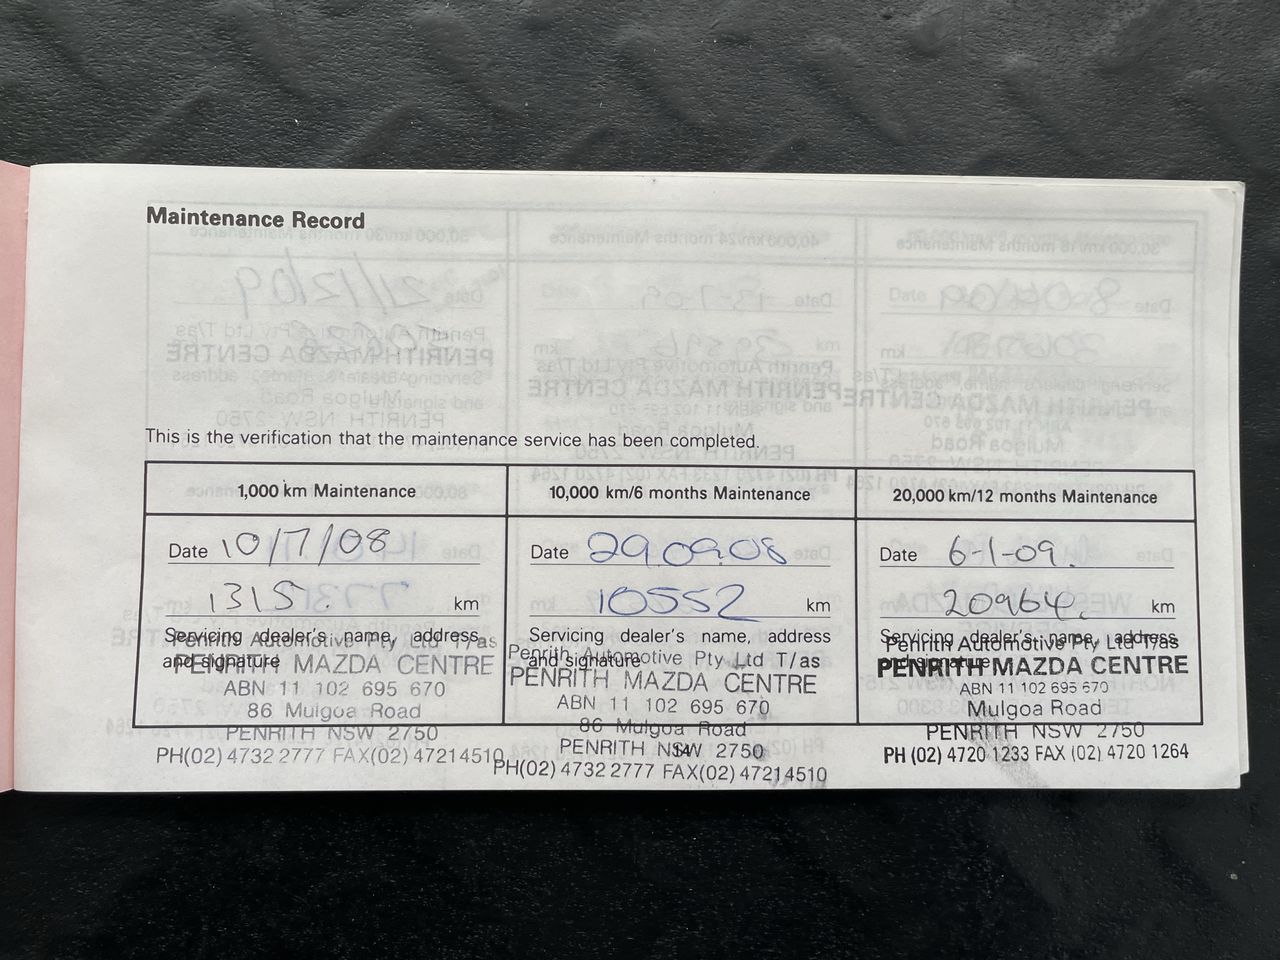 Maintenance Record
This is the verification that the maintenance service has been completed.
1,000 km Maintenance
Date 10/7/08
1315. km
Servicing dealer's name, address,
and signature
Penrith Automotive Pty Ltd T/as
PENRITH MAZDA CENTRE
ABN 11 102 695 670
86 Mulgoa Road
PENRITH NSW 2750
PH(02) 4732 2777 FAX(02) 47214510
10,000 km/6 months Maintenance
Date 29.09.08
10552 km
Servicing dealer's name, address
and signature
Penrith Automotive Pty Ltd T/as
PENRITH MAZDA CENTRE
ABN 11 102 695 670
86 Mulgoa Road
PENRITH NSW 2750
PH(02) 4732 2777 FAX(02) 47214510
54
20,000 km/12 months Maintenance
Date 6-1-09.
20964. km
Servicing dealer's name, address
and signature
Penrith Automotive Pty Ltd T/as
PENRITH MAZDA CENTRE
ABN 11 102 695 670
Mulgoa Road
PENRITH NSW 2750
PH (02) 4720 1233 FAX (02) 4720 1264